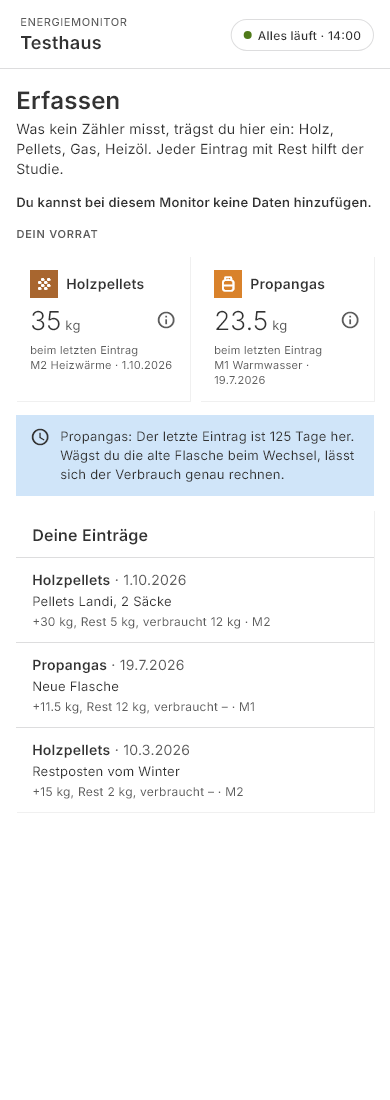 ENERGIEMONITOR
Testhaus
Alles läuft · 14:00
Erfassen
Was kein Zähler misst, trägst du hier ein: Holz,
Pellets, Gas, Heizöl. Jeder Eintrag mit Rest hilft der
Studie.
Du kannst bei diesem Monitor keine Daten hinzufügen.
DEIN VORRAT
Holzpellets
35 kg
beim letzten Eintrag
M2 Heizwärme · 1.10.2026
Propangas
23.5 kg
beim letzten Eintrag
M1 Warmwasser ·
19.7.2026
Propangas: Der letzte Eintrag ist 125 Tage her.
Wägst du die alte Flasche beim Wechsel, lässt
sich der Verbrauch genau rechnen.
Deine Einträge
Holzpellets · 1.10.2026
Pellets Landi, 2 Säcke
+30 kg, Rest 5 kg, verbraucht 12 kg · M2
Propangas · 19.7.2026
Neue Flasche
+11.5 kg, Rest 12 kg, verbraucht – · M1
Holzpellets · 10.3.2026
Restposten vom Winter
+15 kg, Rest 2 kg, verbraucht – · M2